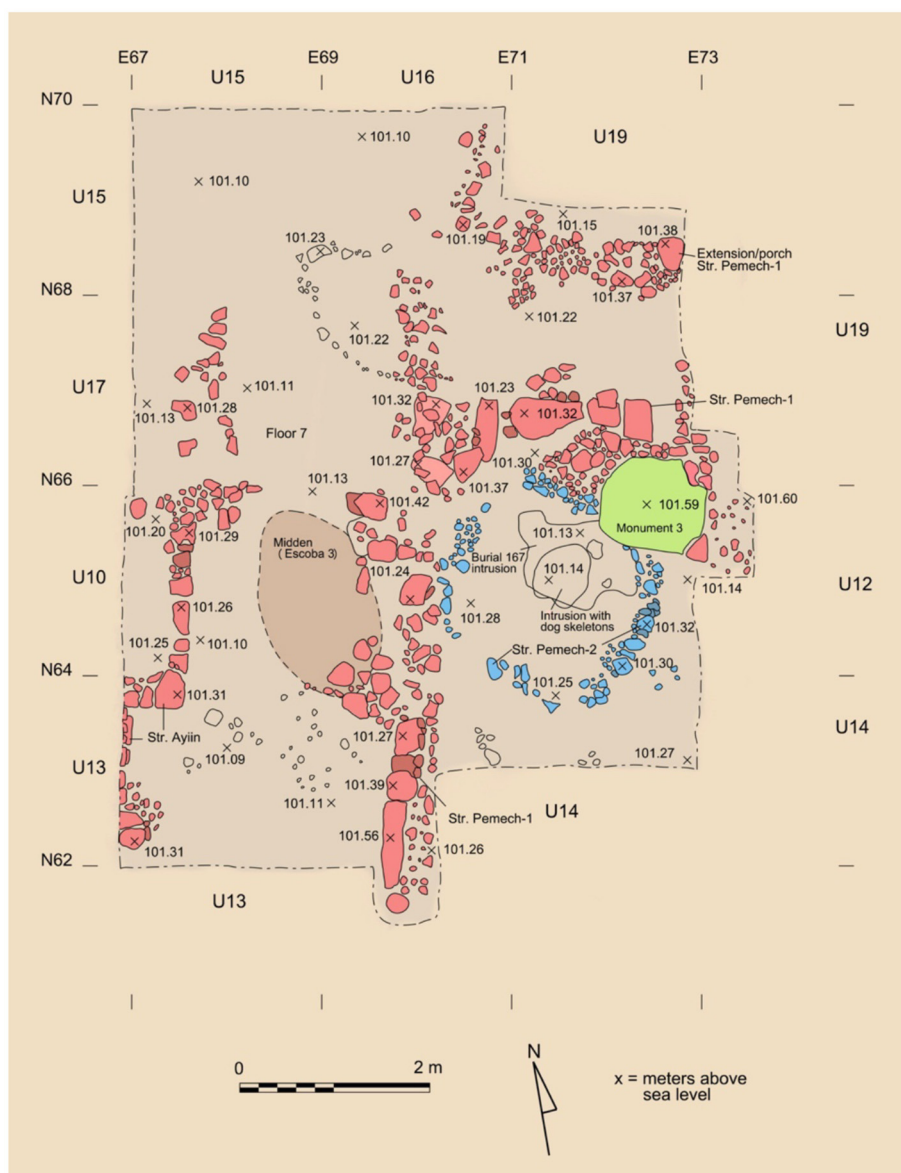 E67
E69
E71
E73
U15
U16
N70
101.10
U19
101.10
U15
101.15
101.23
101.19
101.38
Extension/porch
Str. Pemech-1
101.37
N68
101.22
101.22
U19
U17
101.11
101.23
101.32
Str. Pemech-1
101.13
101.28
101.32
Floor 7
101.27
101.30
N66
101.13
101.37
101.42
101.59
101.60
101.20
101.29
Midden
(Escoba 3)
101.13
Monument 3
Burial 167
intrusion
101.24
101.14
101.14
U10
U12
101.26
101.28
Intrusion with
dog skeletons
101.32
101.25
101.10
Str. Pemech-2
101.30
N64
101.25
101.31
Str. Ayiin
101.27
U14
101.09
101.27
U13
101.39
101.11
U14
Str. Pemech-1
101.56
101.31
101.26
N62
U13
0
2 m
N
x = meters above
sea level